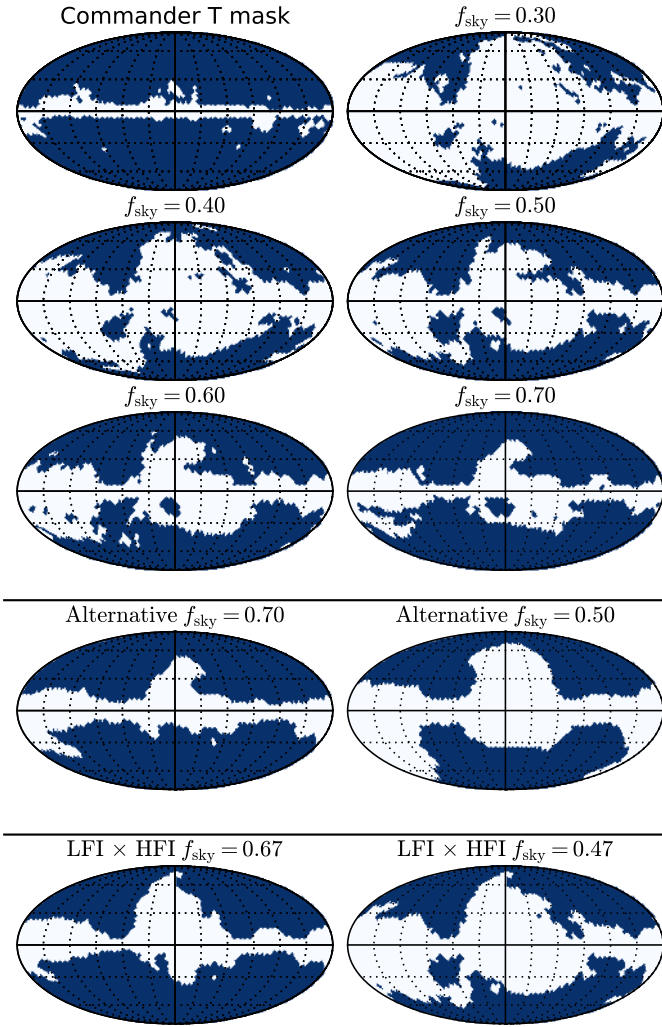 Commander T mask
f_sky = 0.30
f_sky = 0.40
f_sky = 0.50
f_sky = 0.60
f_sky = 0.70
Alternative f_sky = 0.70
Alternative f_sky = 0.50
LFI × HFI f_sky = 0.67
LFI × HFI f_sky = 0.47